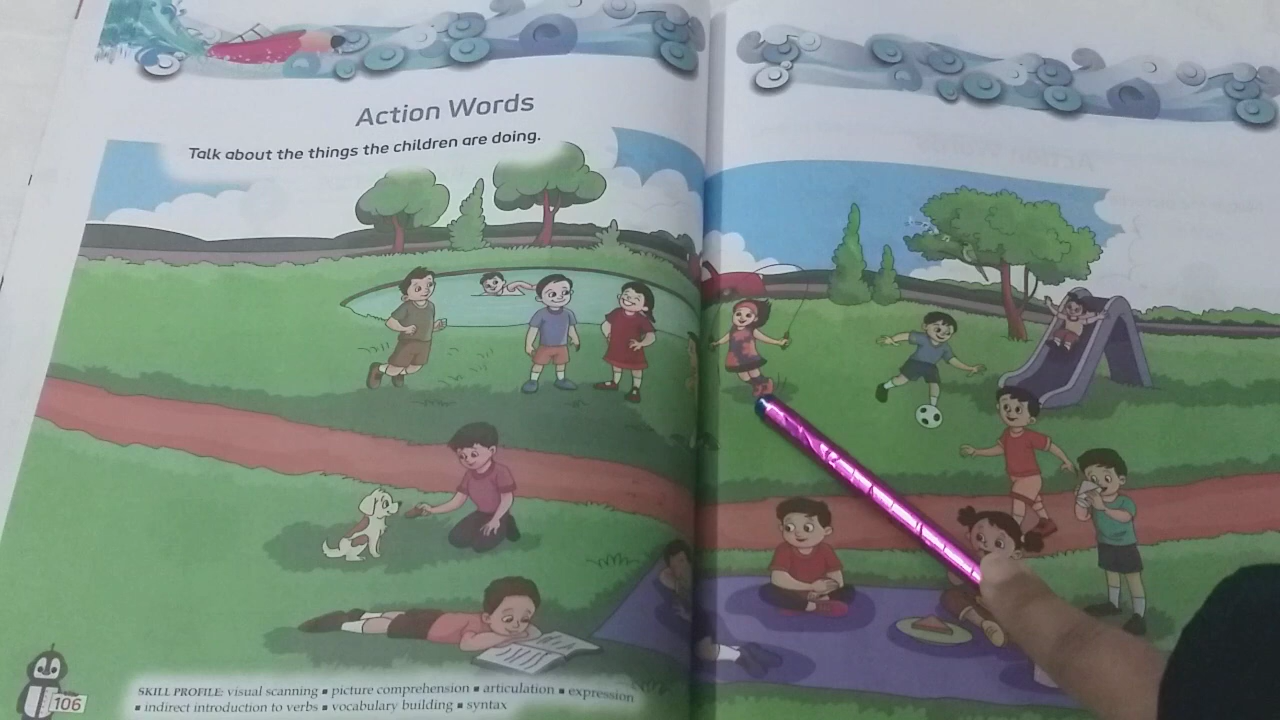 Action Words
Talk about the things the children are doing.
SKILL PROFILE: visual scanning ▪ picture comprehension ▪ articulation ▪ expression
▪ indirect introduction to verbs ▪ vocabulary building ▪ syntax
106